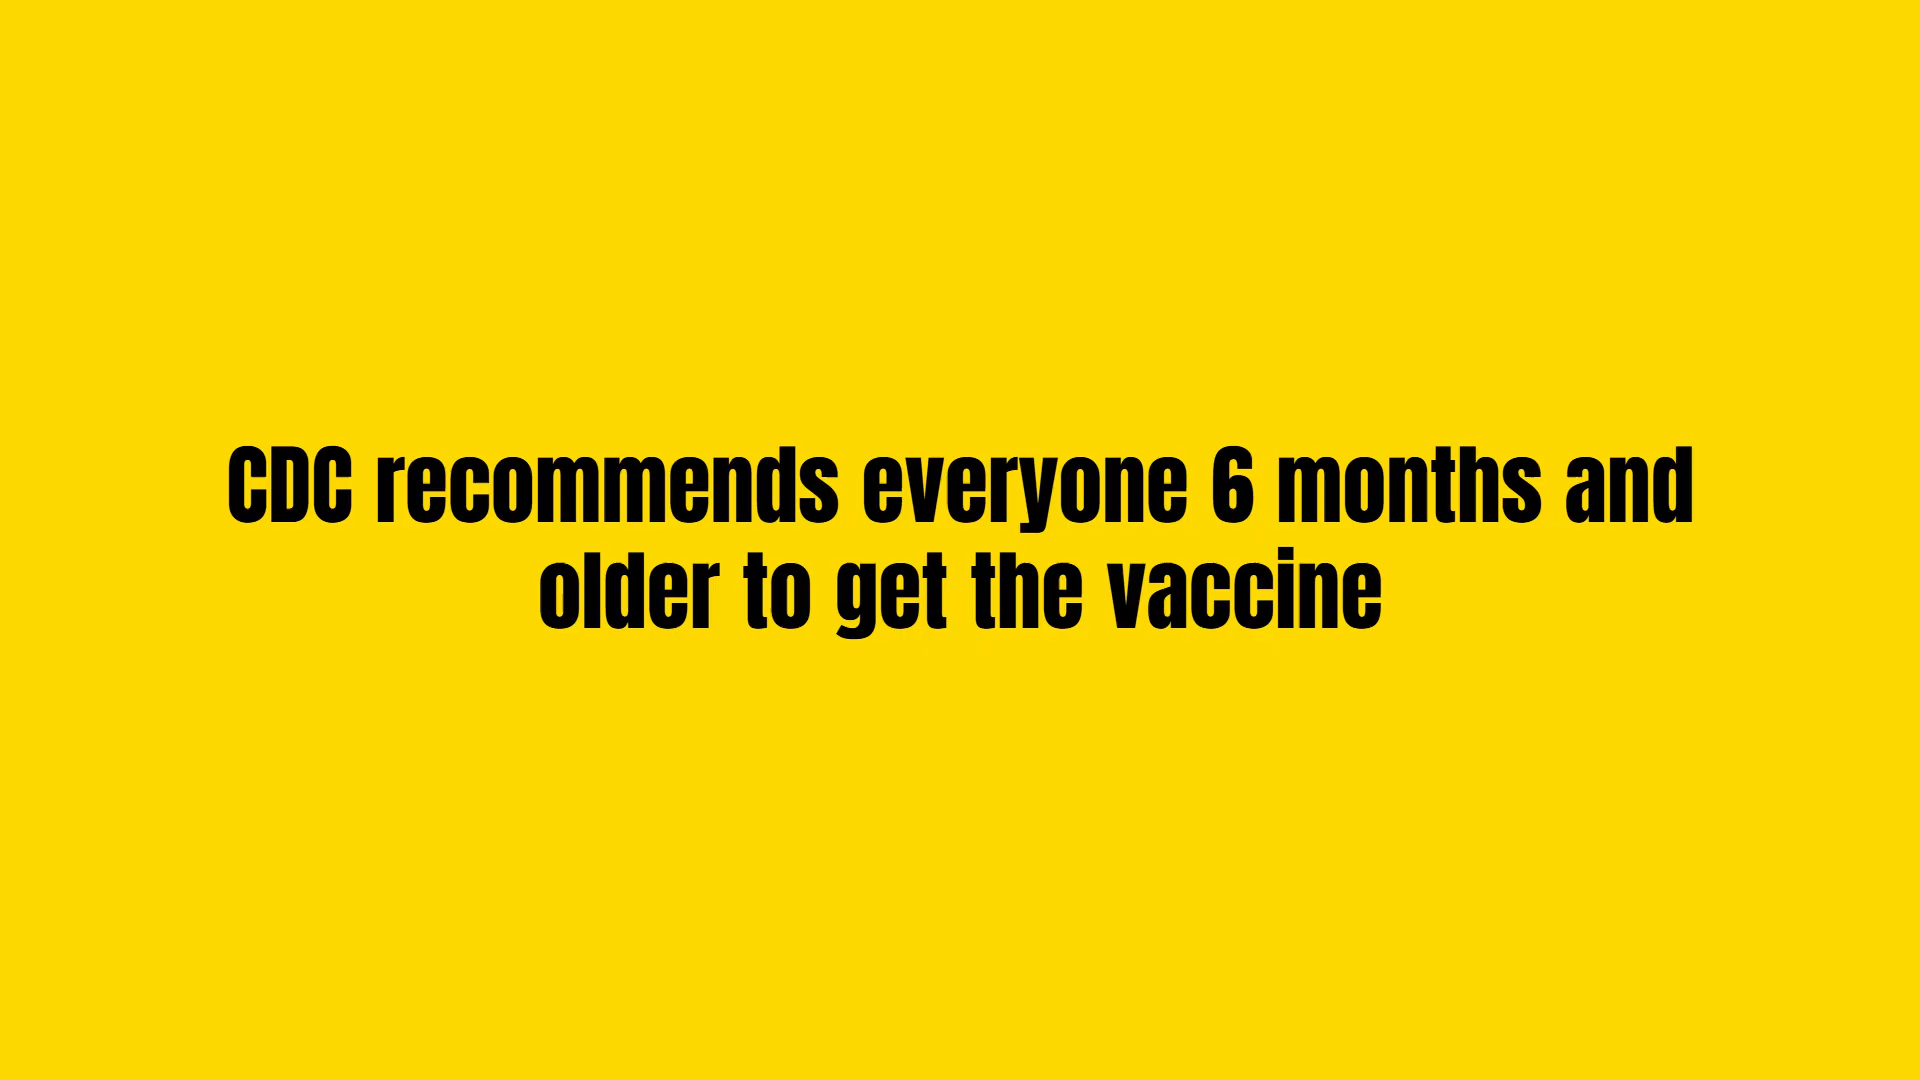 CDC recommends everyone 6 months and
older to get the vaccine